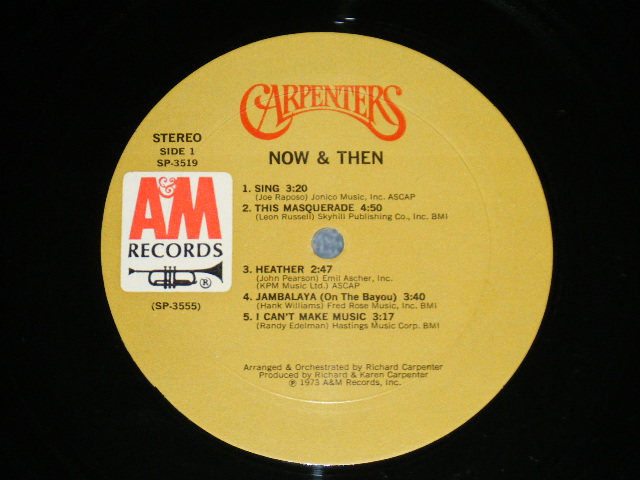 CARPENTERS
NOW & THEN
STEREO
SIDE 1
SP-3519
A&M
RECORDS
®
(SP-3555)
1. SING 3:20
(Joe Raposo) Jonico Music, Inc. ASCAP
2. THIS MASQUERADE 4:50
(Leon Russell) Skyhill Publishing Co., Inc. BMI
3. HEATHER 2:47
(John Pearson) Emil Ascher, Inc.
(KPM Music Ltd.) ASCAP
4. JAMBALAYA (On The Bayou) 3:40
(Hank Williams) Fred Rose Music, Inc. BMI
5. I CAN'T MAKE MUSIC 3:17
(Randy Edelman) Hastings Music Corp. BMI
Arranged & Orchestrated by Richard Carpenter
Produced by Richard & Karen Carpenter
℗ 1973 A&M Records, Inc.